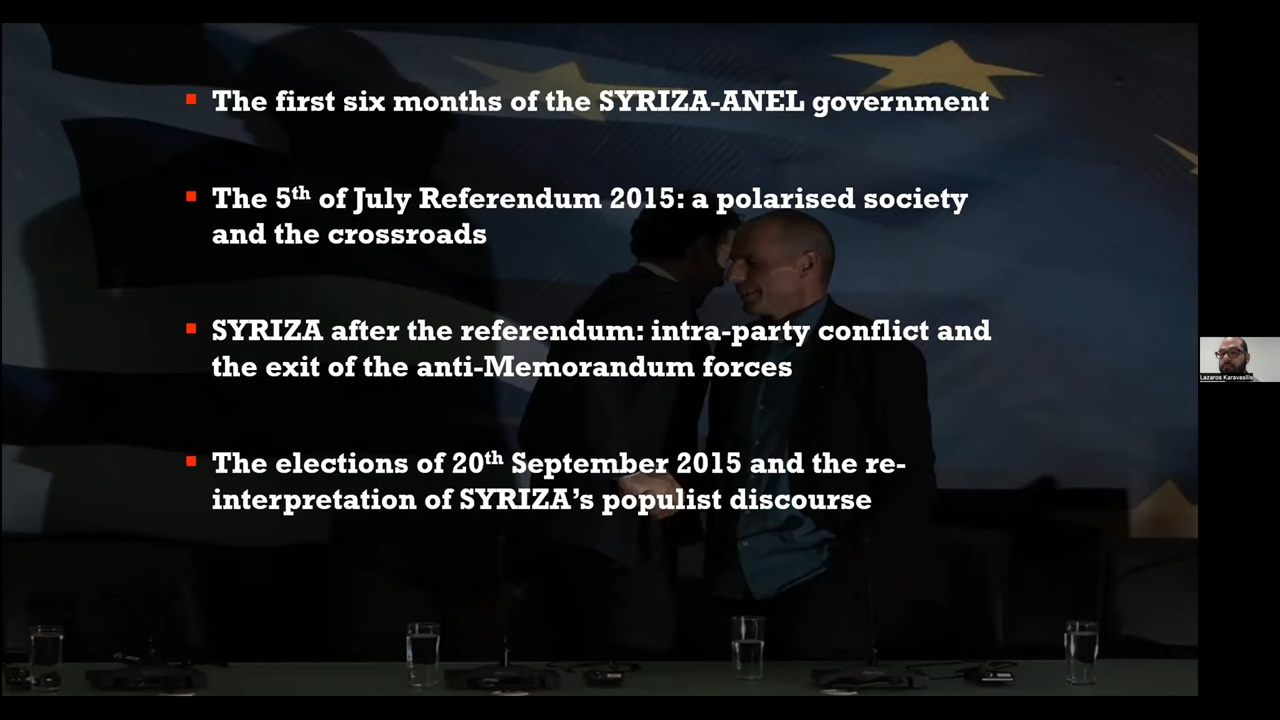 The first six months of the SYRIZA-ANEL government
The 5th of July Referendum 2015: a polarised society
and the crossroads
SYRIZA after the referendum: intra-party conflict and
the exit of the anti-Memorandum forces
The elections of 20th September 2015 and the re-
interpretation of SYRIZA’s populist discourse
Lazaros Karavasilis